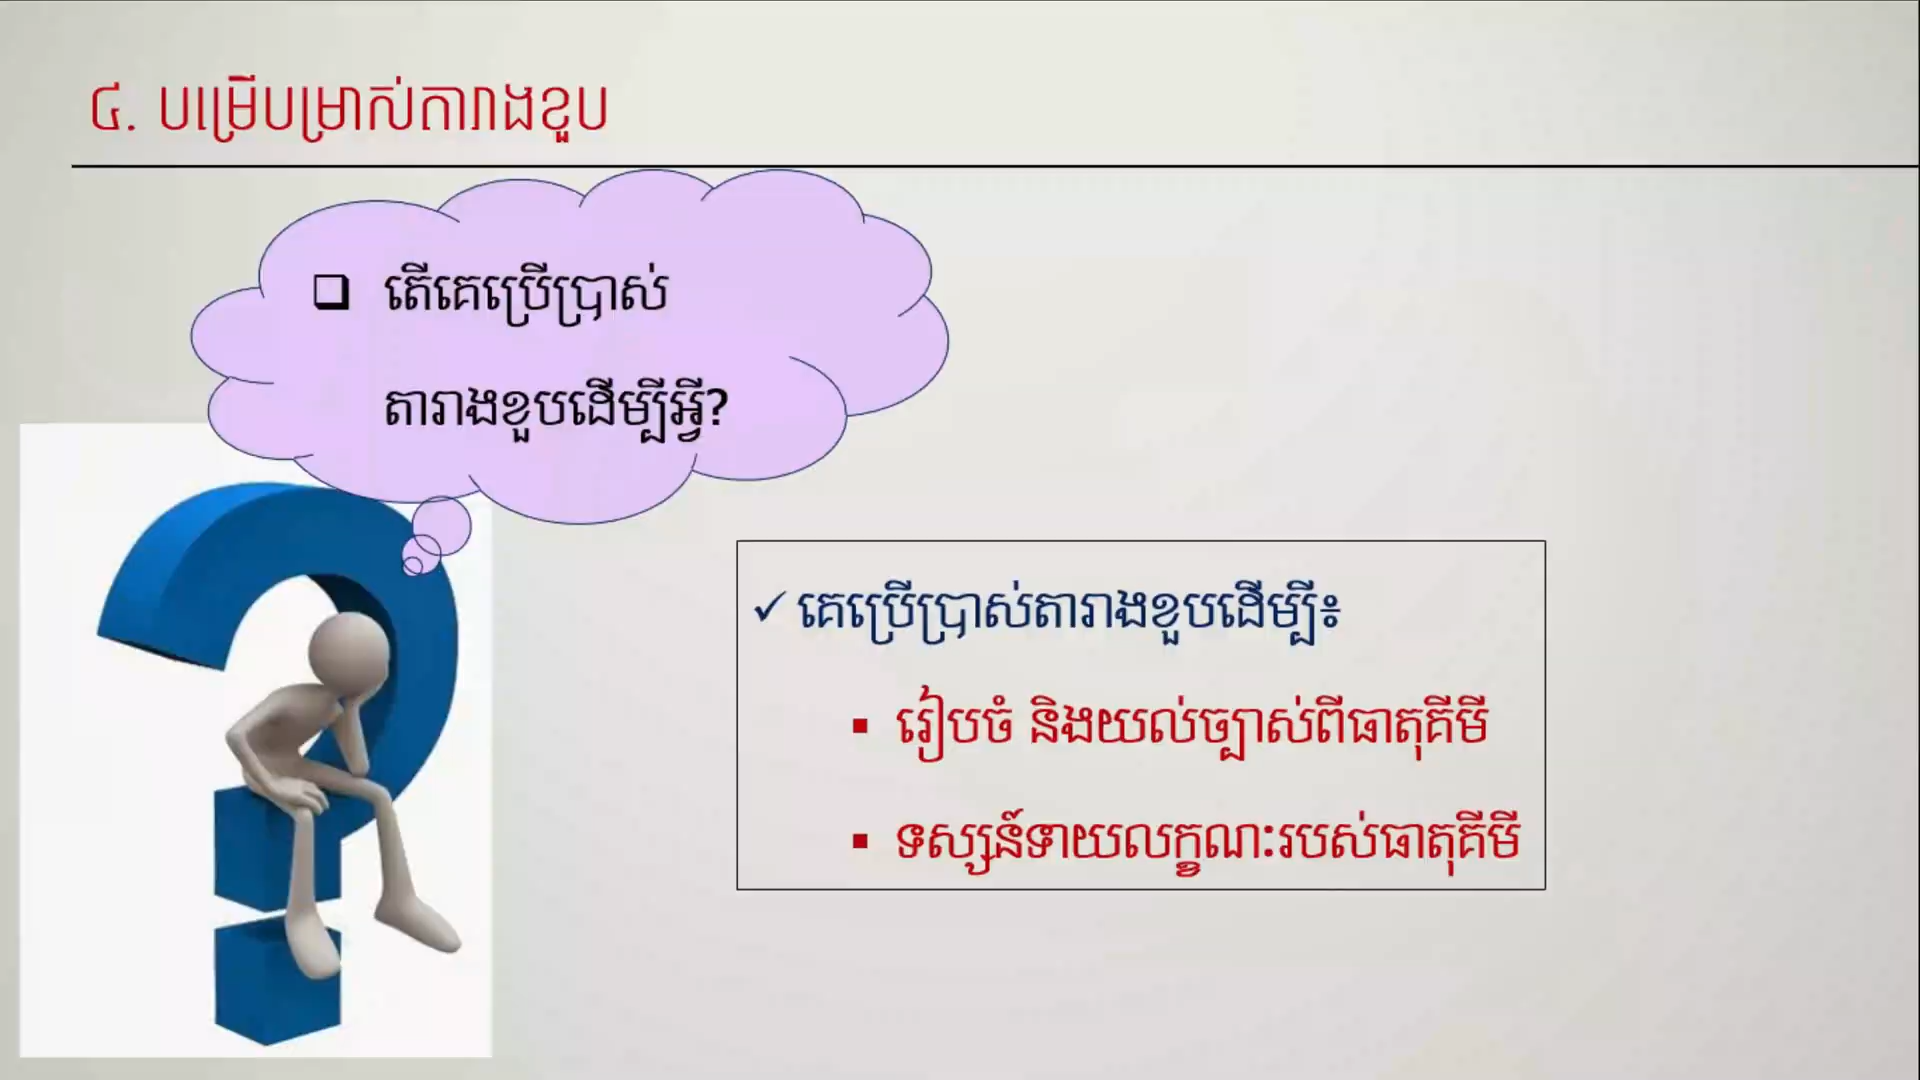 ៤. បម្រើបម្រាស់តារាងខួប
❑ តើគេប្រើប្រាស់
តារាងខួបដើម្បីអ្វី?
✓ គេប្រើប្រាស់តារាងខួបដើម្បី៖
▪ រៀបចំ និងយល់ច្បាស់ពីធាតុគីមី
▪ ទស្សន៍ទាយលក្ខណៈរបស់ធាតុគីមី